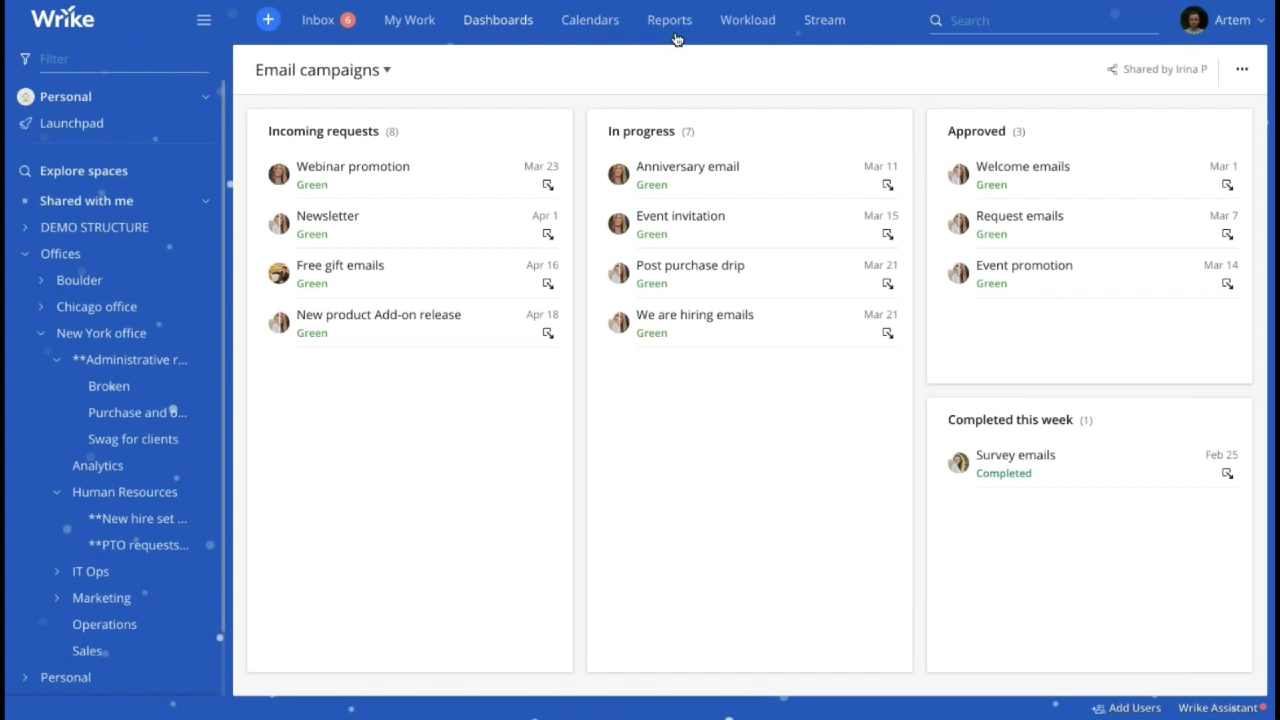 Wrike
Inbox 6
My Work
Dashboards
Calendars
Reports
Workload
Stream
Search
Artem
Filter
Personal
Launchpad
Explore spaces
Shared with me
DEMO STRUCTURE
Offices
Boulder
Chicago office
New York office
**Administrative r...
Broken
Purchase and o...
Swag for clients
Analytics
Human Resources
**New hire set ...
**PTO requests...
IT Ops
Marketing
Operations
Sales
Personal
Email campaigns
Shared by Irina P
Incoming requests (8)
Webinar promotion Mar 23
Green
Newsletter Apr 1
Green
Free gift emails Apr 16
Green
New product Add-on release Apr 18
Green
In progress (7)
Anniversary email Mar 11
Green
Event invitation Mar 15
Green
Post purchase drip Mar 21
Green
We are hiring emails Mar 21
Green
Approved (3)
Welcome emails Mar 1
Green
Request emails Mar 7
Green
Event promotion Mar 14
Green
Completed this week (1)
Survey emails Feb 25
Completed
Add Users
Wrike Assistant